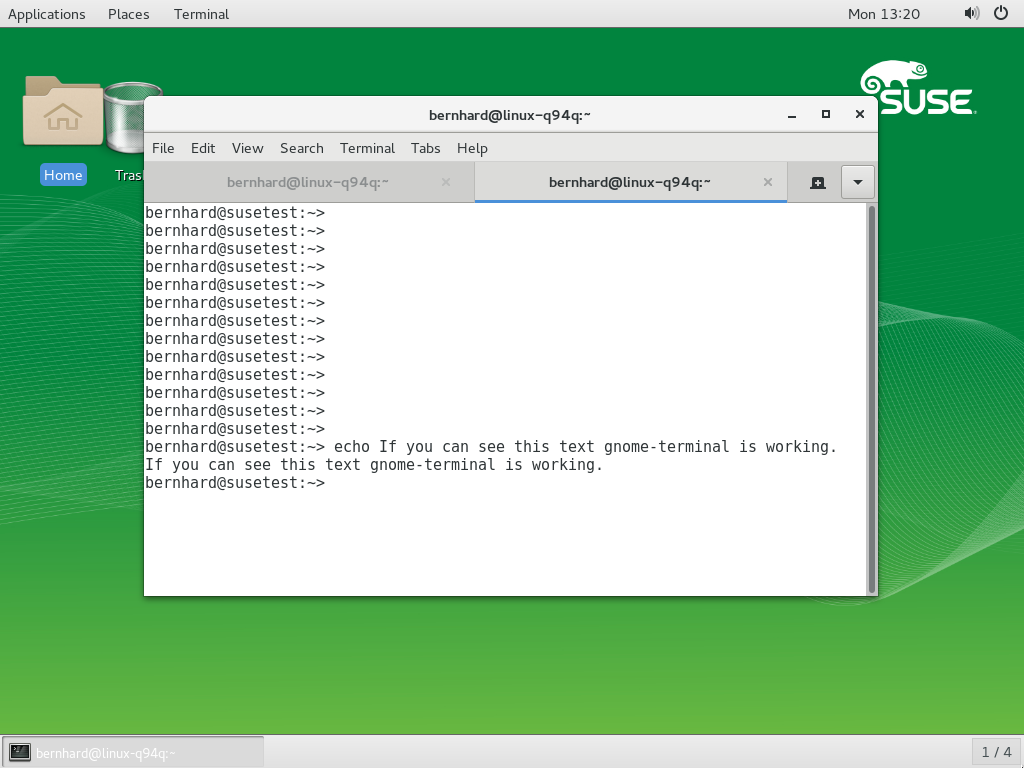 Applications Places Terminal Mon 13:20
SUSE
bernhard@linux-q94q:~
File Edit View Search Terminal Tabs Help
Home
Tras
bernhard@linux-q94q:~ bernhard@linux-q94q:~
bernhard@susetest:~>
bernhard@susetest:~>
bernhard@susetest:~>
bernhard@susetest:~>
bernhard@susetest:~>
bernhard@susetest:~>
bernhard@susetest:~>
bernhard@susetest:~>
bernhard@susetest:~>
bernhard@susetest:~>
bernhard@susetest:~>
bernhard@susetest:~>
bernhard@susetest:~>
bernhard@susetest:~> echo If you can see this text gnome-terminal is working.
If you can see this text gnome-terminal is working.
bernhard@susetest:~>
bernhard@linux-q94q:~ 1 / 4